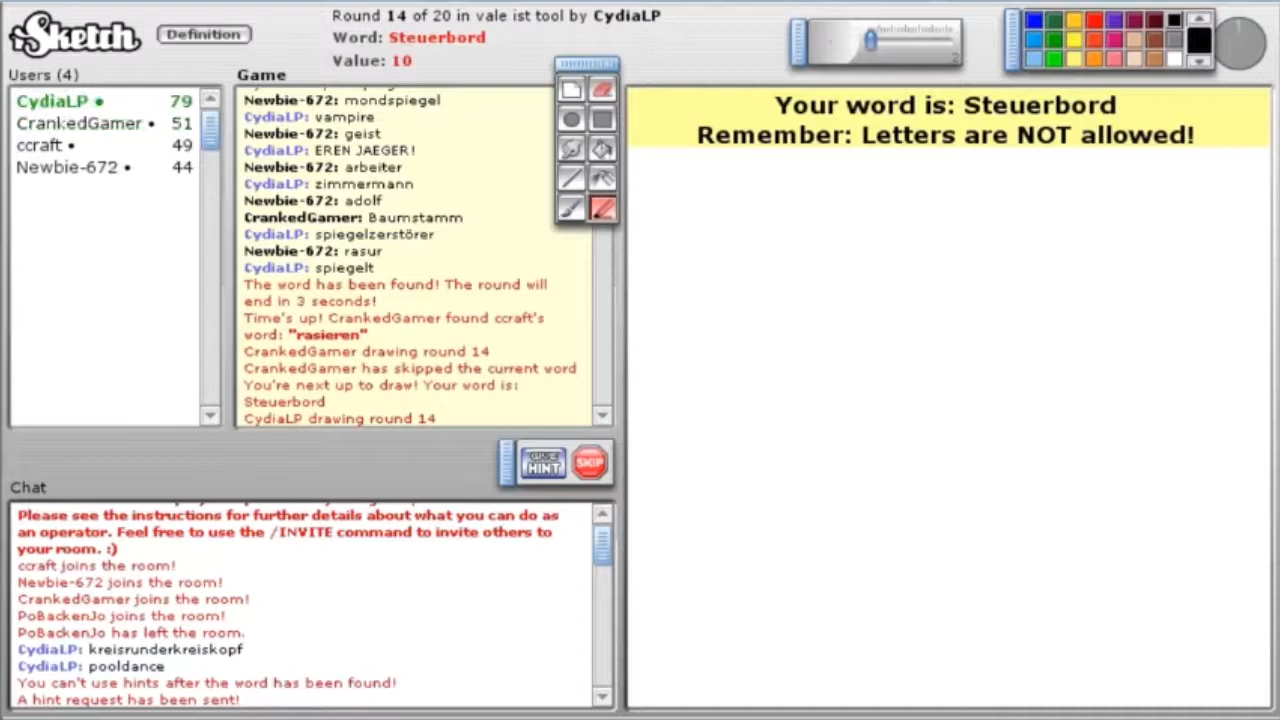 iSketch
Definition
Round 14 of 20 in vale ist tool by CydiaLP
Word: Steuerbord
Value: 10
2
1
Users (4)
CydiaLP • 79
CrankedGamer • 51
ccraft • 49
Newbie-672 • 44
Game
Newbie-672: mondspiegel
CydiaLP: vampire
Newbie-672: geist
CydiaLP: EREN JAEGER!
Newbie-672: arbeiter
CydiaLP: zimmermann
Newbie-672: adolf
CrankedGamer: Baumstamm
CydiaLP: spiegelzerstörer
Newbie-672: rasur
CydiaLP: spiegelt
The word has been found! The round will
end in 3 seconds!
Time's up! CrankedGamer found ccraft's
word: "rasieren"
CrankedGamer drawing round 14
CrankedGamer has skipped the current word
You're next up to draw! Your word is:
Steuerbord
CydiaLP drawing round 14
Your word is: Steuerbord
Remember: Letters are NOT allowed!
GIVE
HINT
SKIP
Chat
Please see the instructions for further details about what you can do as
an operator. Feel free to use the /INVITE command to invite others to
your room. :)
ccraft joins the room!
Newbie-672 joins the room!
CrankedGamer joins the room!
PoBackenJo joins the room!
PoBackenJo has left the room.
CydiaLP: kreisrunderkreiskopf
CydiaLP: pooldance
You can't use hints after the word has been found!
A hint request has been sent!